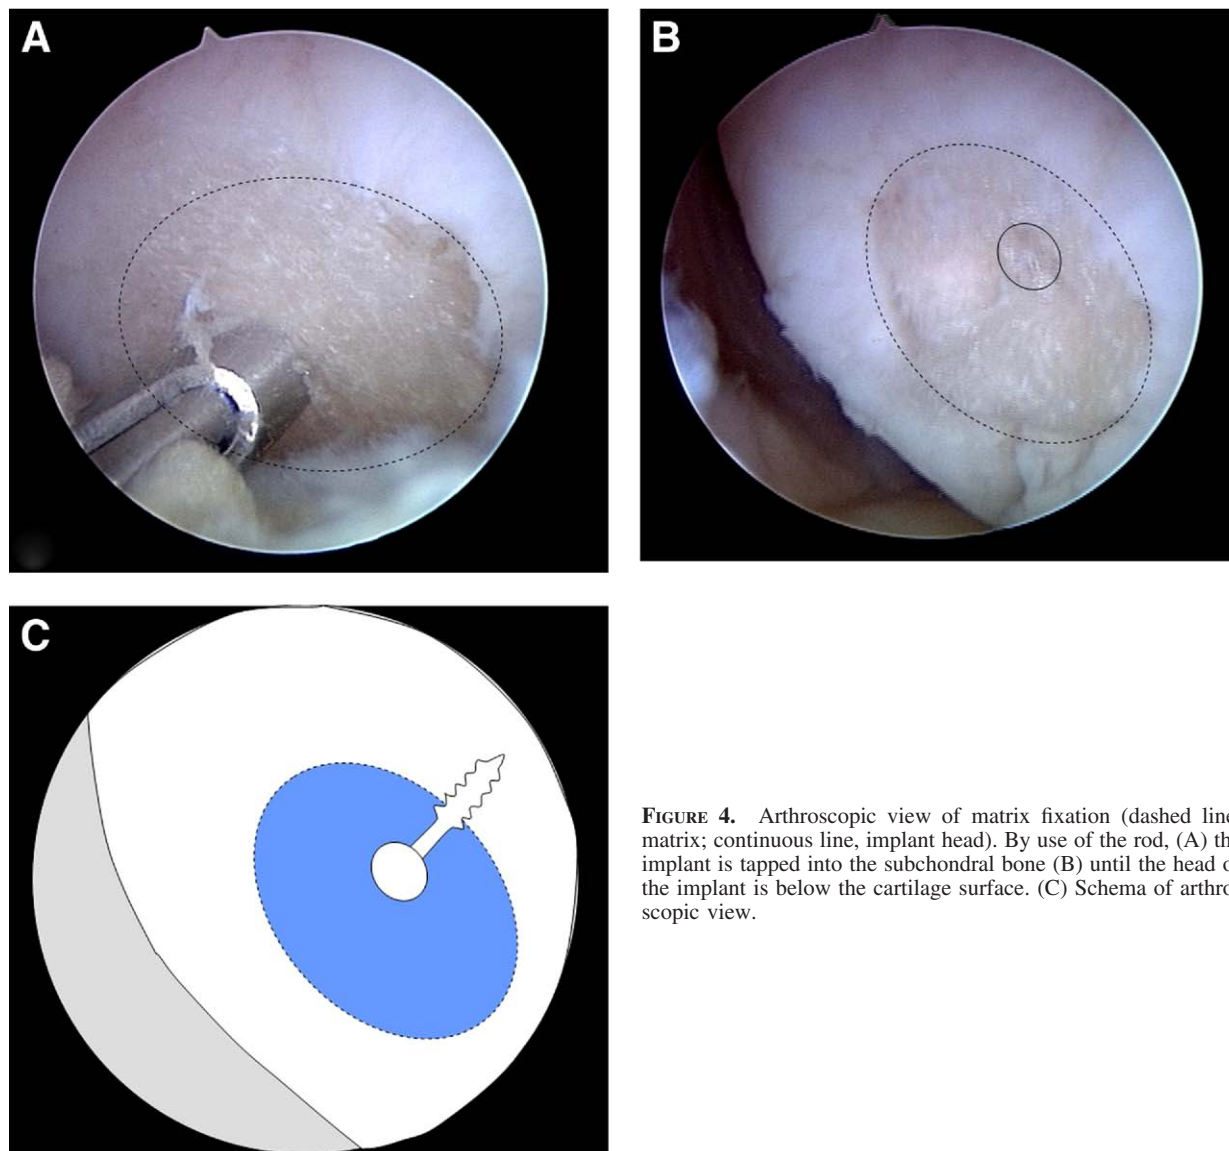 A
B
C
FIGURE 4. Arthroscopic view of matrix fixation (dashed line
matrix; continuous line, implant head). By use of the rod, (A) th
implant is tapped into the subchondral bone (B) until the head o
the implant is below the cartilage surface. (C) Schema of arthro-
scopic view.